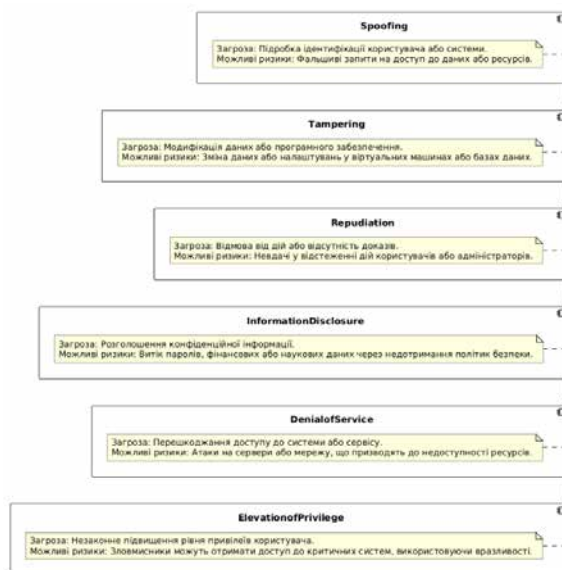 Spoofing
Загроза: Підробка ідентифікації користувача або системи.
Можливі ризики: Фальшиві запити на доступ до даних або ресурсів.
Tampering
Загроза: Модифікація даних або програмного забезпечення.
Можливі ризики: Зміна даних або налаштувань у віртуальних машинах або базах даних.
Repudiation
Загроза: Відмова від дій або відсутність доказів.
Можливі ризики: Невдачі у відстеженні дій користувачів або адміністраторів.
InformationDisclosure
Загроза: Розголошення конфіденційної інформації.
Можливі ризики: Витік паролів, фінансових або наукових даних через недотримання політик безпеки.
DenialofService
Загроза: Перешкоджання доступу до системи або сервісу.
Можливі ризики: Атаки на сервери або мережу, що призводять до недоступності ресурсів.
ElevationofPrivilege
Загроза: Незаконне підвищення рівня привілеїв користувача.
Можливі ризики: Зловмисники можуть отримати доступ до критичних систем, використовуючи вразливості.